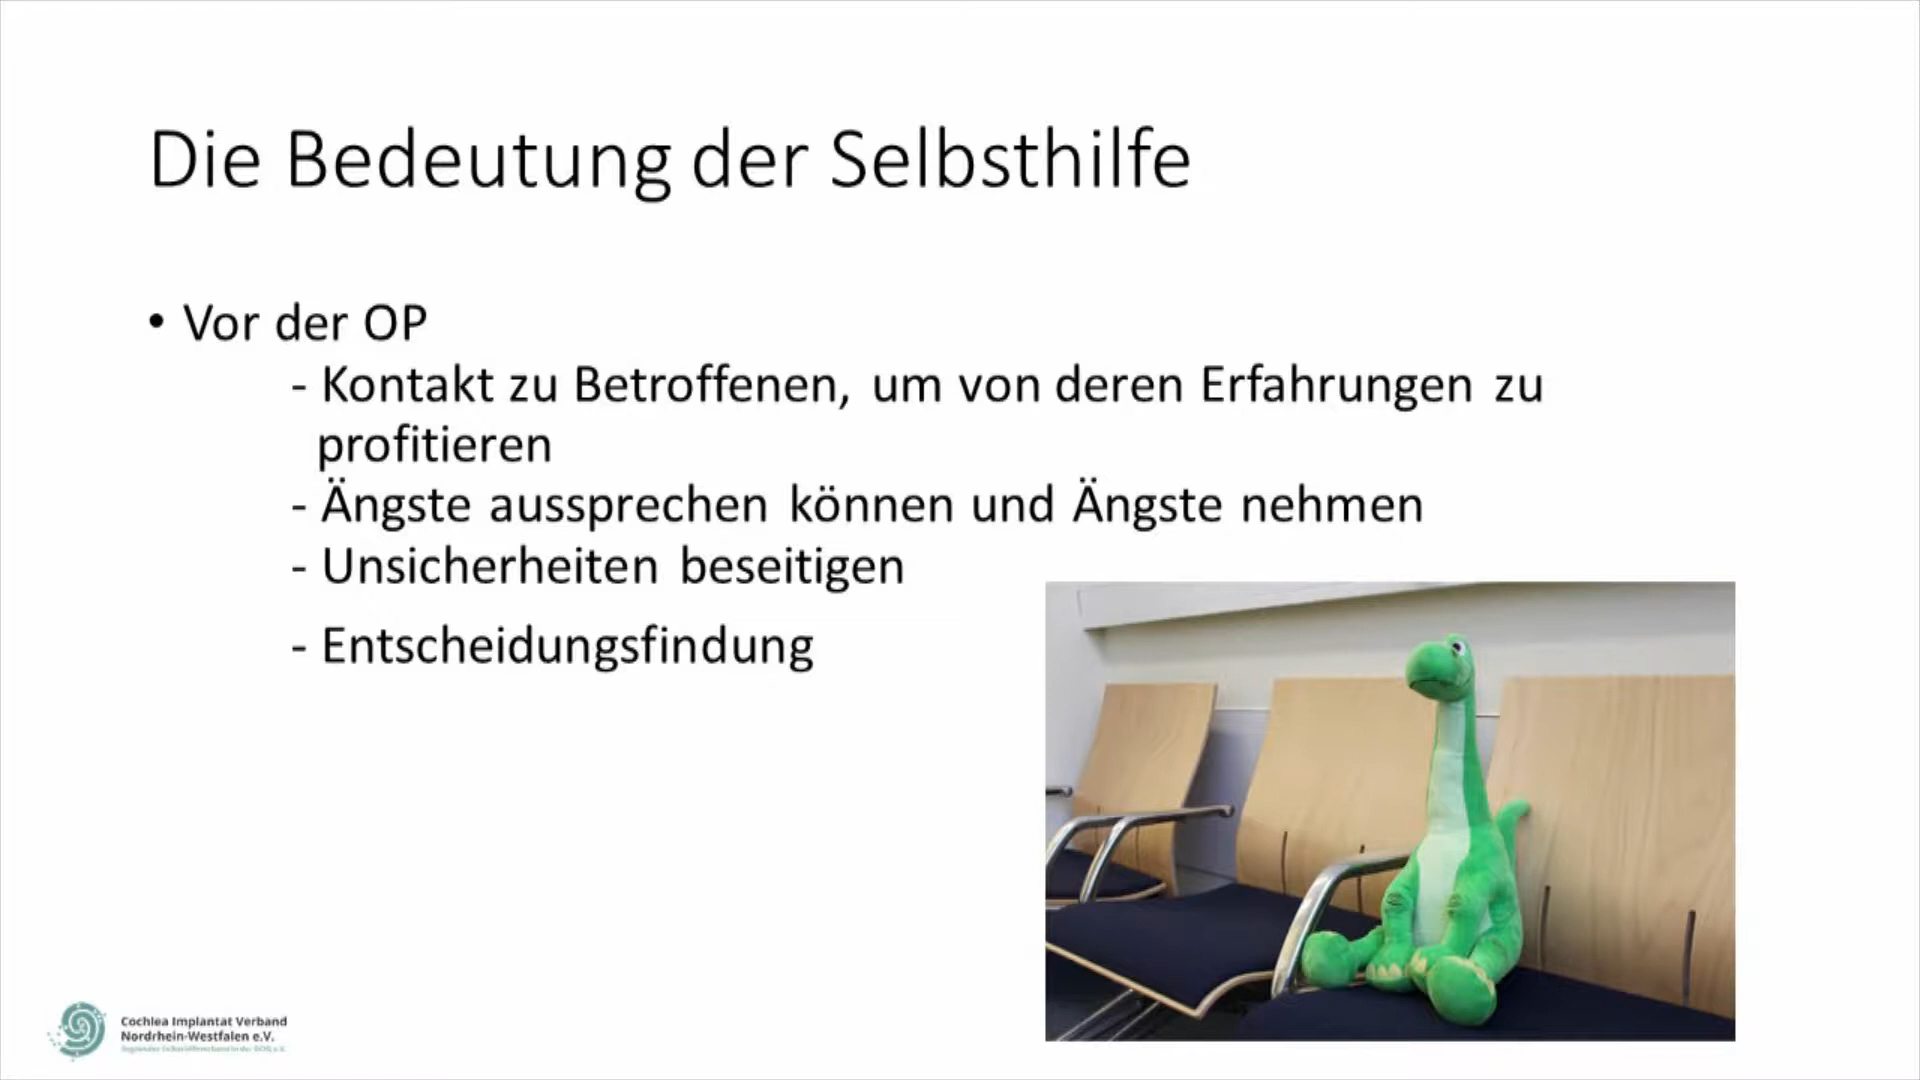 Die Bedeutung der Selbsthilfe
• Vor der OP
- Kontakt zu Betroffenen, um von deren Erfahrungen zu
profitieren
- Ängste aussprechen können und Ängste nehmen
- Unsicherheiten beseitigen
- Entscheidungsfindung
Cochlea Implantat Verband
Nordrhein-Westfalen e.V.